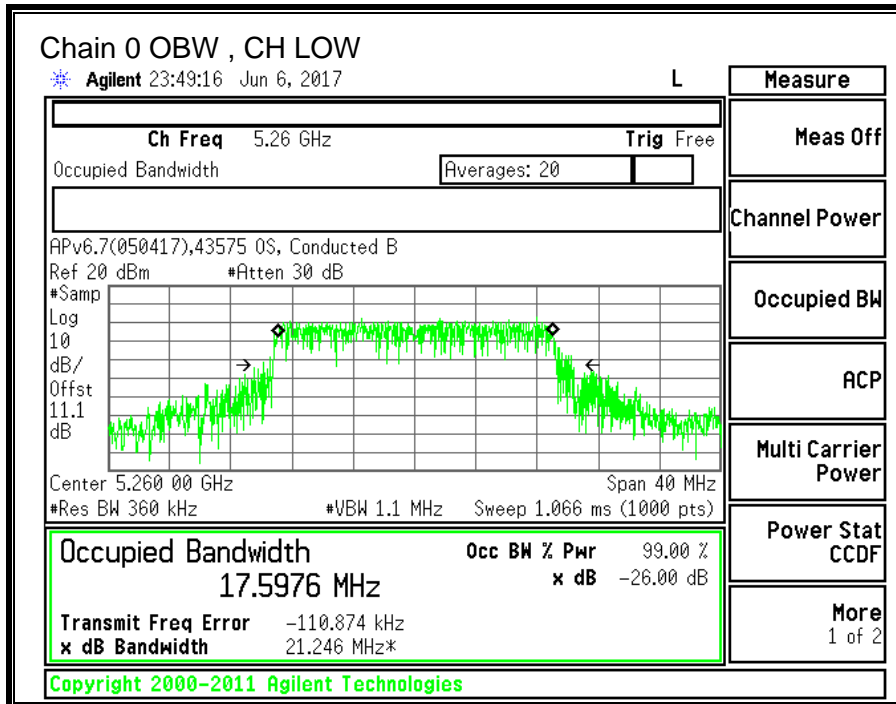 Chain 0 OBW , CH LOW
Agilent 23:49:16 Jun 6, 2017 L
Measure
Ch Freq 5.26 GHz Trig Free
Meas Off
Occupied Bandwidth Averages: 20
Channel Power
APv6.7(050417),43575 OS, Conducted B
Ref 20 dBm #Atten 30 dB
#Samp
Log
10
dB/
Offst
11.1
dB
Occupied BW
ACP
Multi Carrier
Power
Center 5.260 00 GHz Span 40 MHz
#Res BW 360 kHz #VBW 1.1 MHz Sweep 1.066 ms (1000 pts)
Power Stat
CCDF
Occupied Bandwidth Occ BW % Pwr 99.00 %
17.5976 MHz x dB -26.00 dB
Transmit Freq Error -110.874 kHz
x dB Bandwidth 21.246 MHz*
More
1 of 2
Copyright 2000-2011 Agilent Technologies